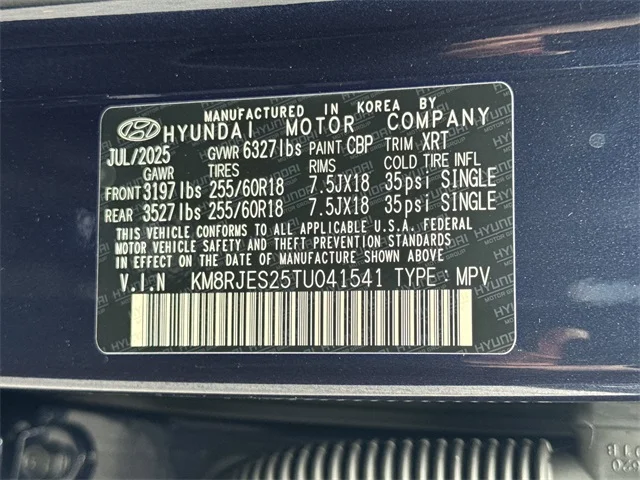 MANUFACTURED IN KOREA BY
HYUNDAI MOTOR COMPANY
JUL/2025 GVWR 6327lbs PAINT CBP TRIM XRT
GAWR TIRES RIMS COLD TIRE INFL
FRONT 3197lbs 255/60R18 7.5JX18 35psi SINGLE
REAR 3527lbs 255/60R18 7.5JX18 35psi SINGLE
THIS VEHICLE CONFORMS TO ALL APPLICABLE U.S.A. FEDERAL
MOTOR VEHICLE SAFETY AND THEFT PREVENTION STANDARDS
IN EFFECT ON THE DATE OF MANUFACTURE SHOWN ABOVE
V.I.N KM8RJES25TU041541 TYPE: MPV